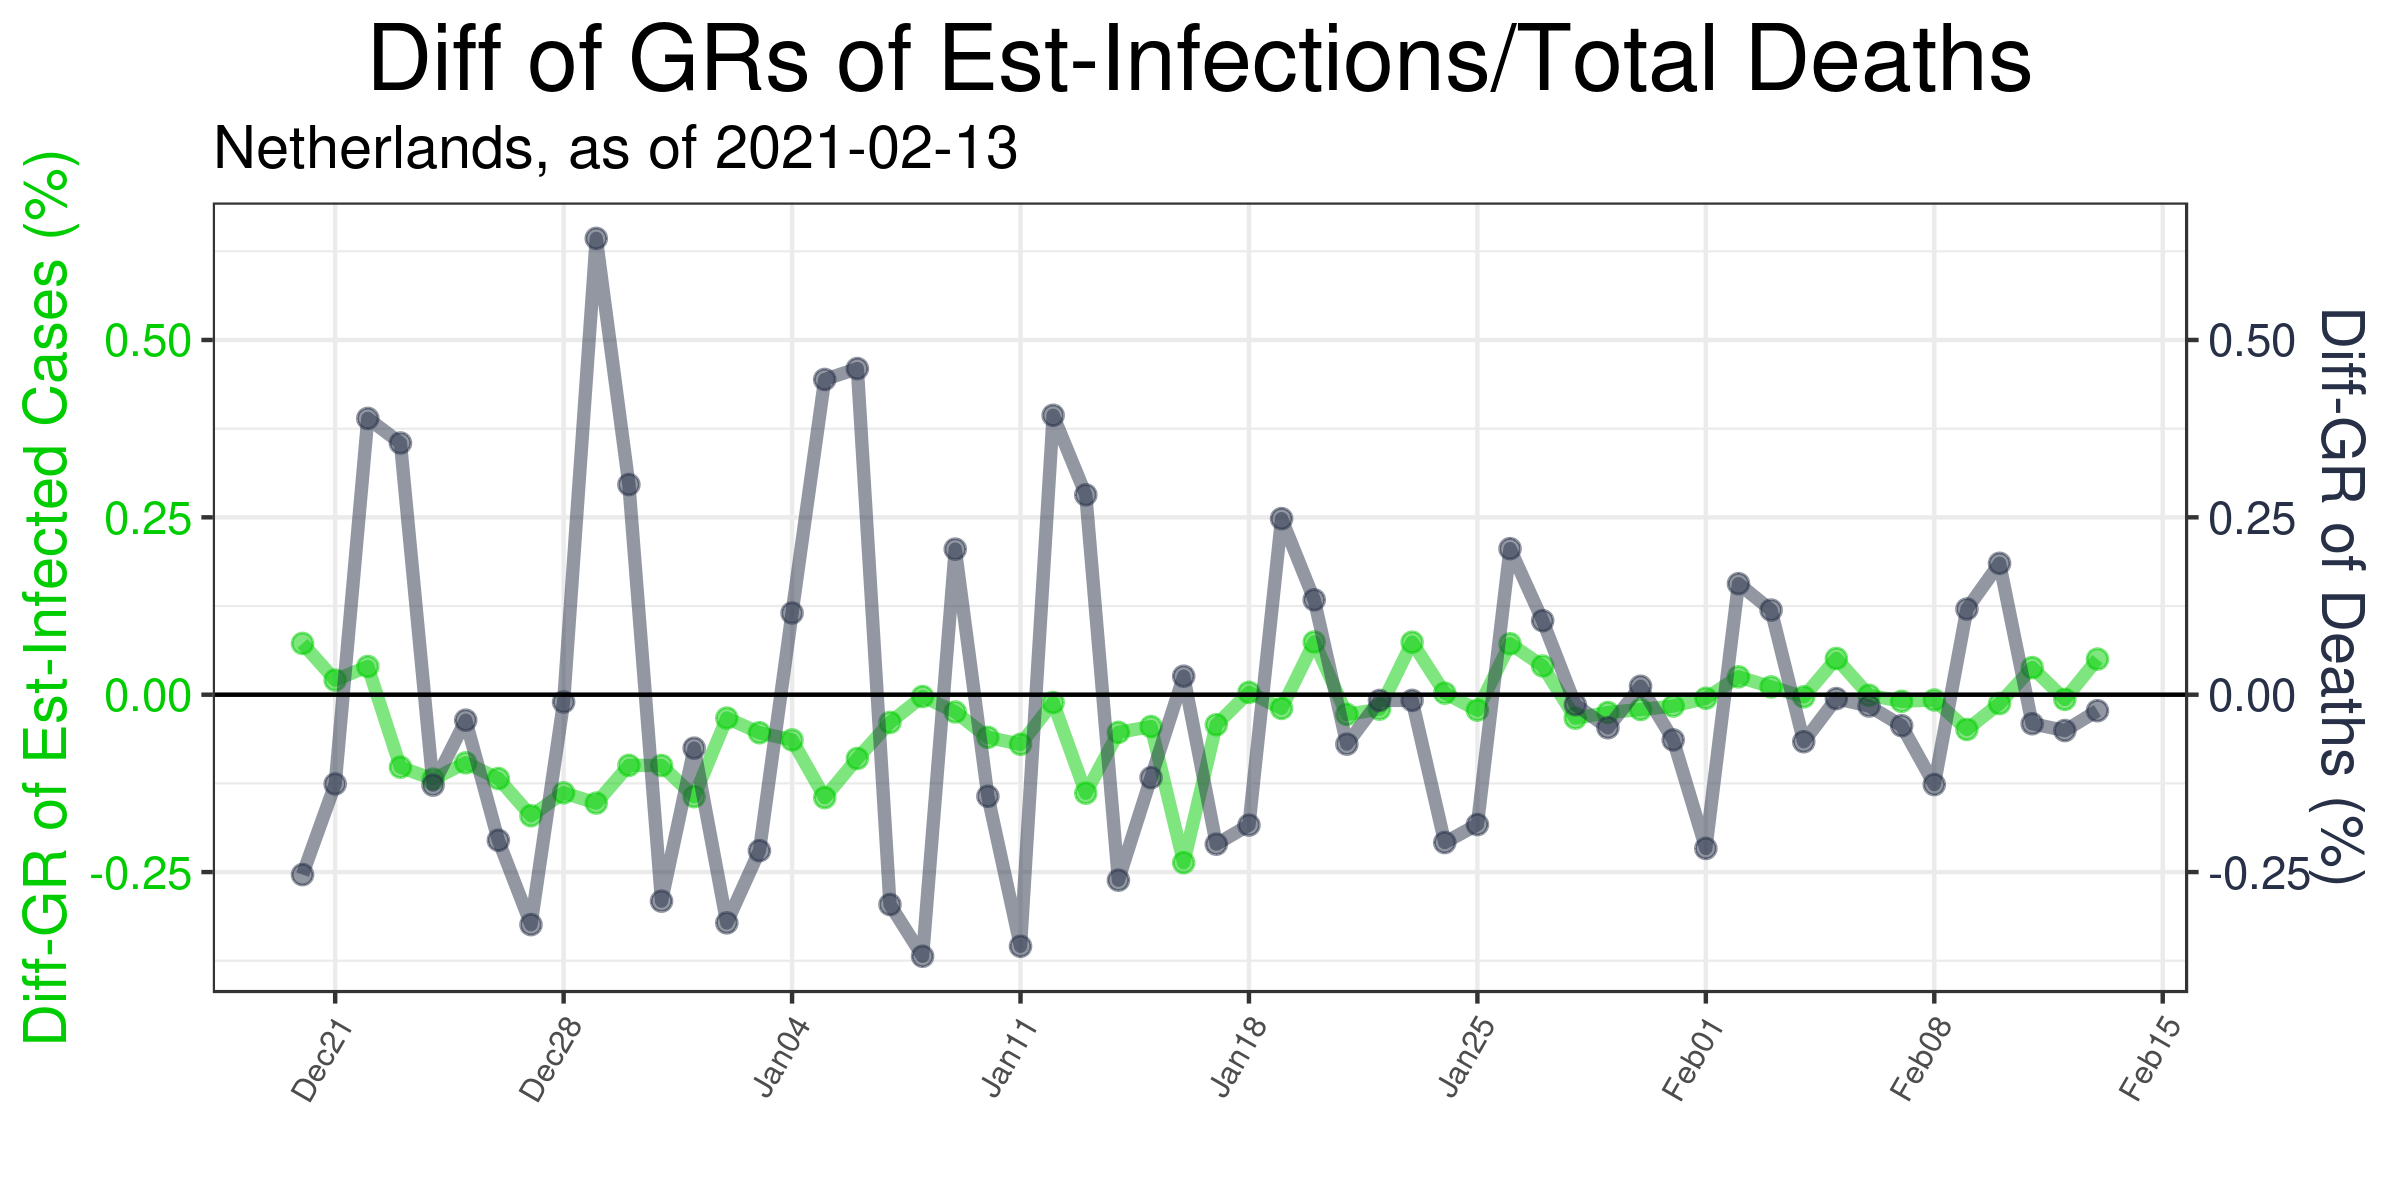 Diff of GRs of Est-Infections/Total Deaths
Netherlands, as of 2021-02-13
Diff-GR of Est-Infected Cases (%)
0.50
0.25
0.00
-0.25
0.50
0.25
0.00
-0.25
Diff-GR of Deaths (%)
Dec21
Dec28
Jan04
Jan11
Jan18
Jan25
Feb01
Feb08
Feb15